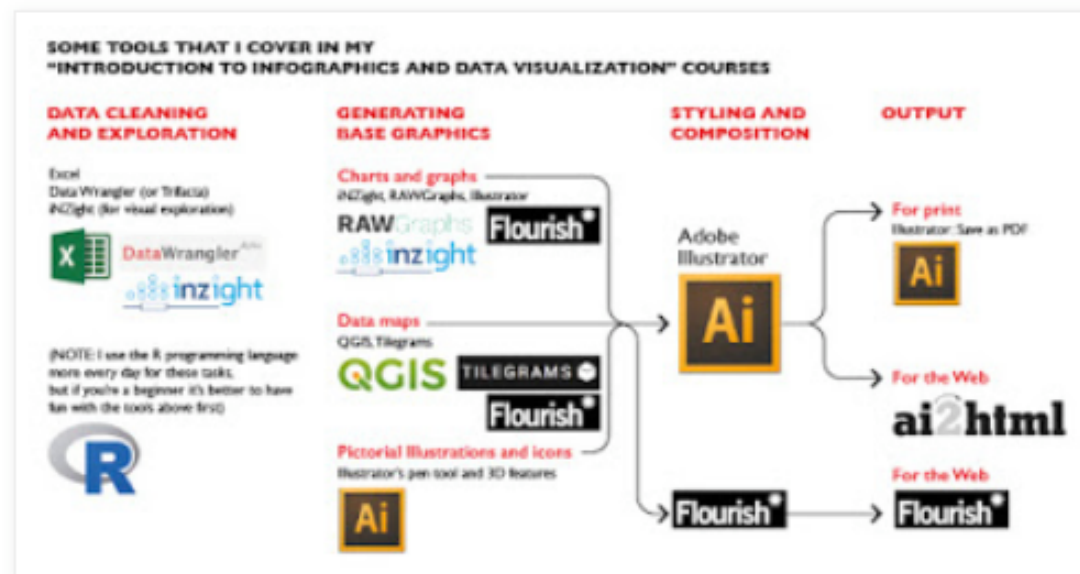 SOME TOOLS THAT I COVER IN MY
"INTRODUCTION TO INFOGRAPHICS AND DATA VISUALIZATION" COURSES
DATA CLEANING
AND EXPLORATION
Excel
Data Wrangler (or Trifacta)
iNZight (for visual exploration)
X
DataWrangler
inzight
(NOTE: I use the R programming language
more every day for these tasks,
but if you're a beginner it's better to have
fun with the tools above first)
R
GENERATING
BASE GRAPHICS
Charts and graphs
iNZight, RAWGraphs, Illustrator
RAWGraphs
Flourish
inzight
Data maps
QGIS, Tilegrams
QGIS
TILEGRAMS
Flourish
Pictorial Illustrations and icons
Illustrator's pen tool and 3D features
Ai
STYLING AND
COMPOSITION
Adobe
Illustrator
Ai
Flourish
OUTPUT
For print
Illustrator: Save as PDF
Ai
For the Web
ai2html
For the Web
Flourish